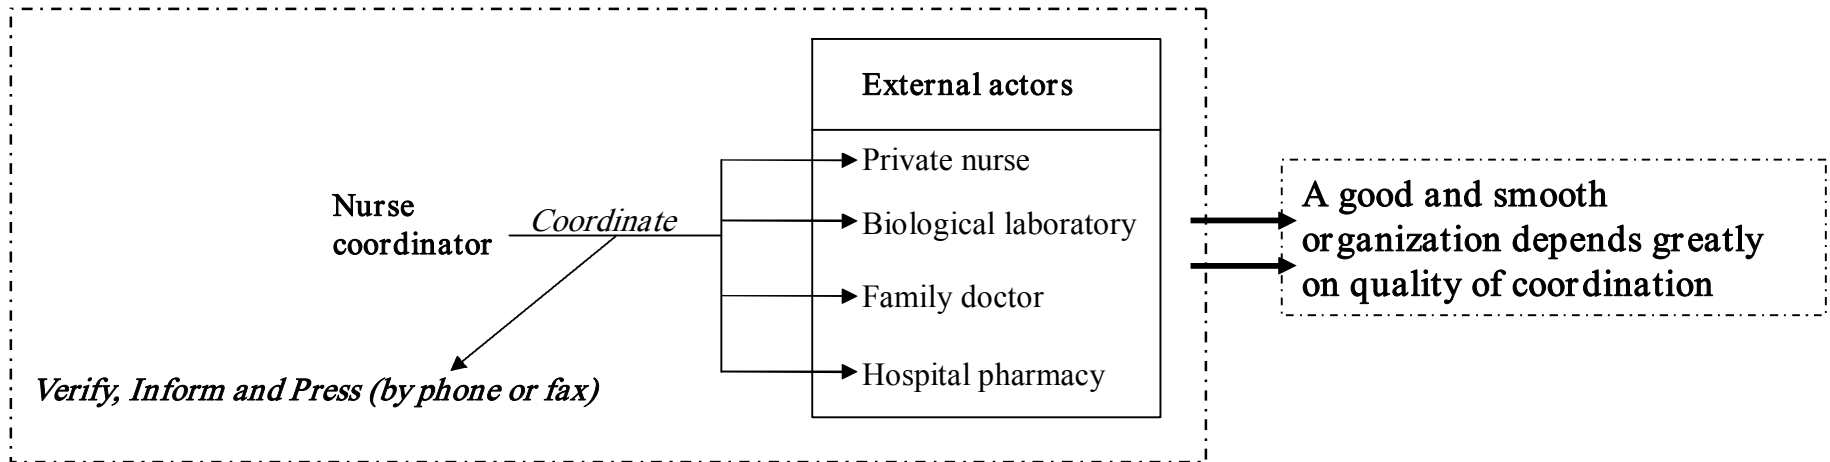 External actors
Private nurse
Nurse
coordinator
Coordinate
Biological laboratory
Family doctor
Hospital pharmacy
Verify, Inform and Press (by phone or fax)
A good and smooth
organization depends greatly
on quality of coordination